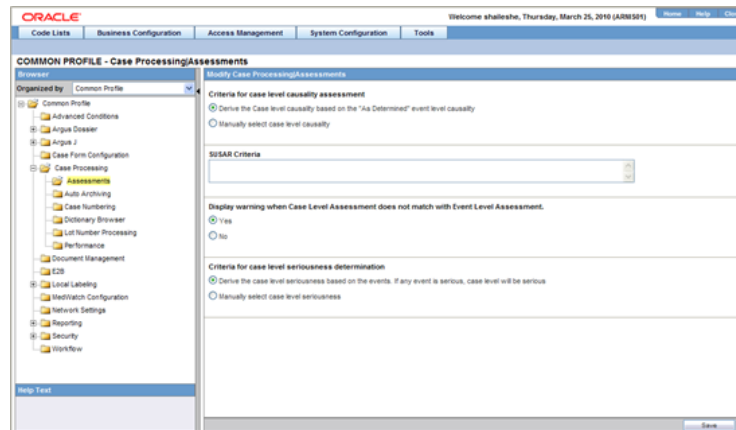 ORACLE
Welcome shaileshe, Thursday, March 25, 2010 (ARMS01)
Home Help Clo
Code Lists Business Configuration Access Management System Configuration Tools
COMMON PROFILE - Case Processing|Assessments
Browser
Organized by Common Profile
Common Profile
Advanced Conditions
Argus Dossier
Argus J
Case Form Configuration
Case Processing
Assessments
Auto Archiving
Case Numbering
Dictionary Browser
Lot Number Processing
Performance
Document Management
E2B
Local Labeling
MedWatch Configuration
Network Settings
Reporting
Security
Workflow
Help Text
Modify Case Processing|Assessments
Criteria for case level causality assessment
Derive the Case level causality based on the "As Determined" event level causality
Manually select case level causality
SUSAR Criteria
Display warning when Case Level Assessment does not match with Event Level Assessment.
Yes
No
Criteria for case level seriousness determination
Derive the case level seriousness based on the events. If any event is serious, case level will be serious
Manually select case level seriousness
Save